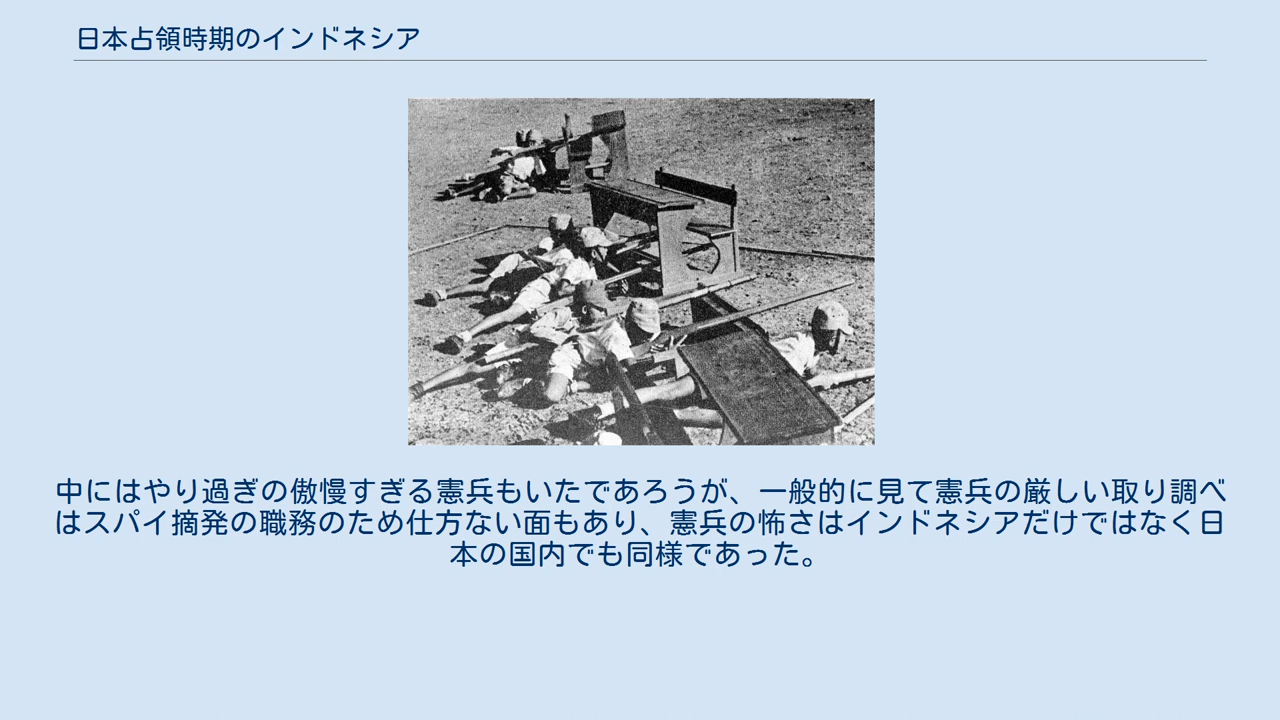 日本占領時期のインドネシア
中にはやり過ぎの傲慢すぎる憲兵もいたであろうが、一般的に見て憲兵の厳しい取り調べ
はスパイ摘発の職務のため仕方ない面もあり、憲兵の怖さはインドネシアだけではなく日
本の国内でも同様であった。